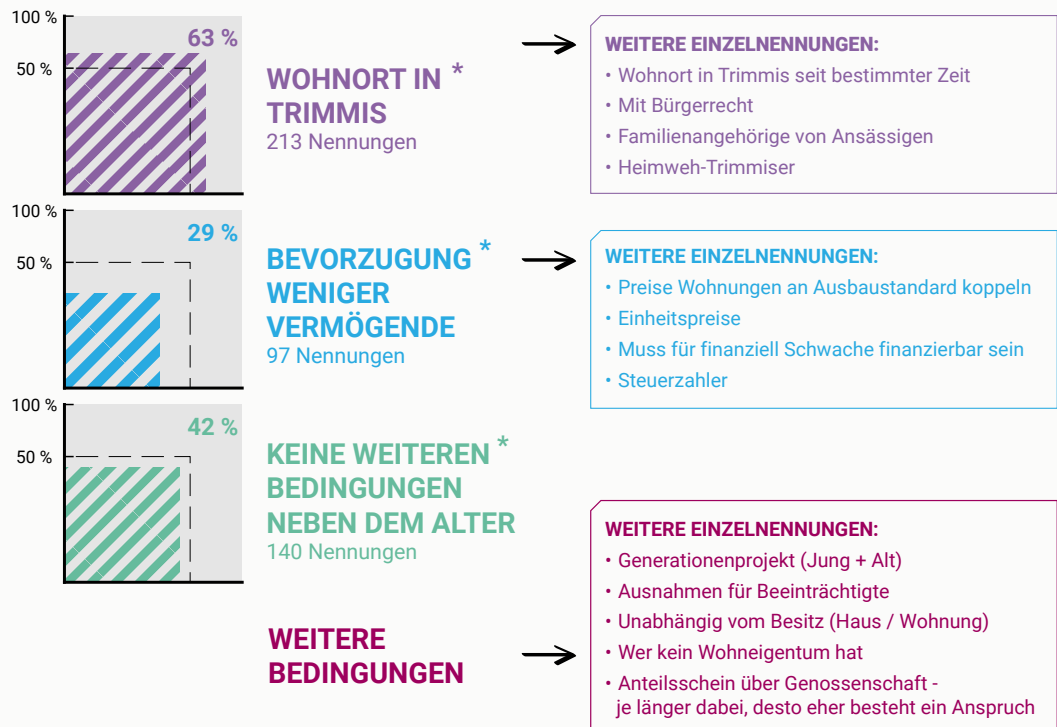 100 %
63 %
50 %
WOHNORT IN *
TRIMMIS
213 Nennungen
WEITERE EINZELNENNUNGEN:
• Wohnort in Trimmis seit bestimmter Zeit
• Mit Bürgerrecht
• Familienangehörige von Ansässigen
• Heimweh-Trimmiser
100 %
29 %
50 %
BEVORZUGUNG *
WENIGER
VERMÖGENDE
97 Nennungen
WEITERE EINZELNENNUNGEN:
• Preise Wohnungen an Ausbaustandard koppeln
• Einheitspreise
• Muss für finanziell Schwache finanzierbar sein
• Steuerzahler
100 %
42 %
50 %
KEINE WEITEREN *
BEDINGUNGEN
NEBEN DEM ALTER
140 Nennungen
WEITERE
BEDINGUNGEN
WEITERE EINZELNENNUNGEN:
• Generationenprojekt (Jung + Alt)
• Ausnahmen für Beeinträchtigte
• Unabhängig vom Besitz (Haus / Wohnung)
• Wer kein Wohneigentum hat
• Anteilsschein über Genossenschaft -
je länger dabei, desto eher besteht ein Anspruch